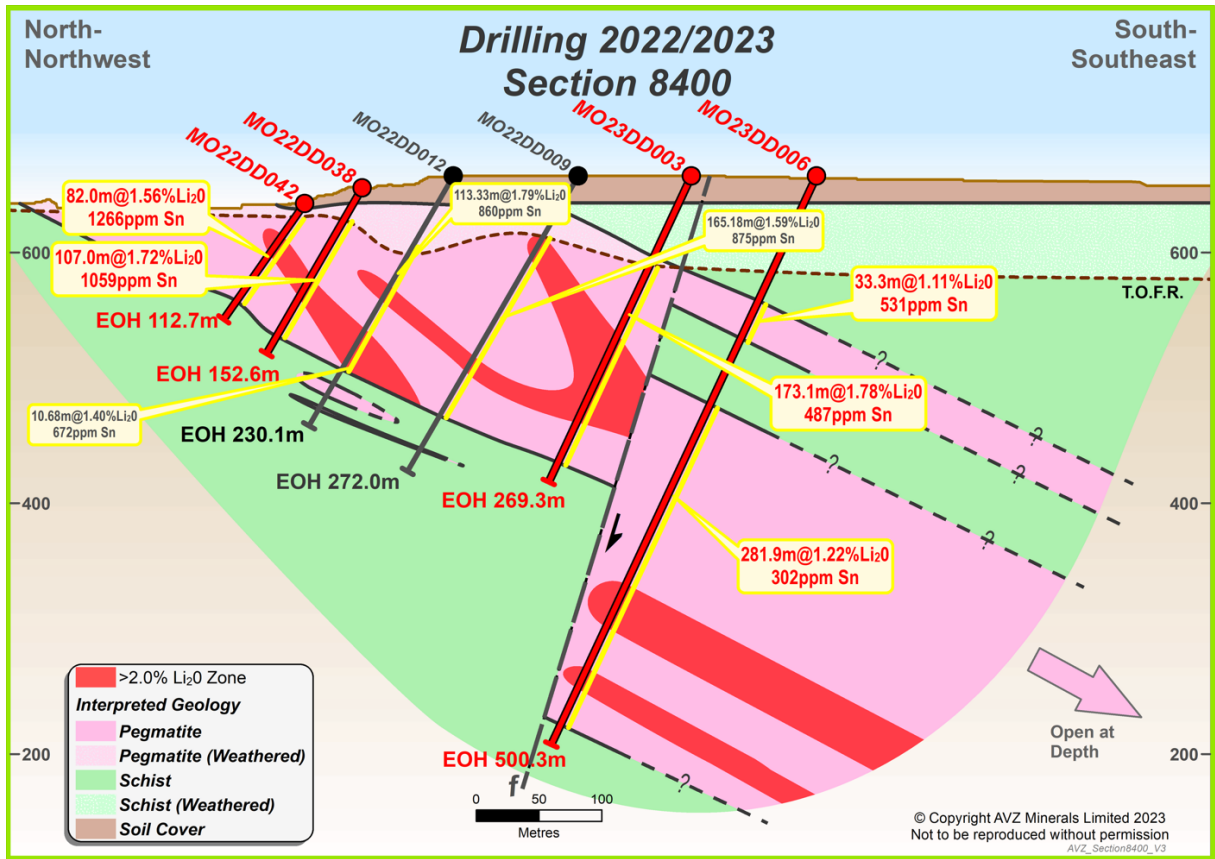 North-
Northwest
Drilling 2022/2023
Section 8400
South-
Southeast
MO22DD042
MO22DD038
MO22DD012
MO22DD009
MO23DD003
MO23DD006
82.0m@1.56%Li₂0
1266ppm Sn
113.33m@1.79%Li₂0
860ppm Sn
165.18m@1.59%Li₂0
875ppm Sn
107.0m@1.72%Li₂0
1059ppm Sn
600
600
33.3m@1.11%Li₂0
531ppm Sn
T.O.F.R.
EOH 112.7m
?
EOH 152.6m
173.1m@1.78%Li₂0
487ppm Sn
10.68m@1.40%Li₂0
672ppm Sn
EOH 230.1m
?
?
?
EOH 272.0m
EOH 269.3m
400
400
?
281.9m@1.22%Li₂0
302ppm Sn
>2.0% Li₂0 Zone
Interpreted Geology
Pegmatite
Pegmatite (Weathered)
Schist
Schist (Weathered)
Soil Cover
Open at
Depth
200
200
EOH 500.3m
f
?
0 50 100
Metres
© Copyright AVZ Minerals Limited 2023
Not to be reproduced without permission
AVZ_Section8400_V3